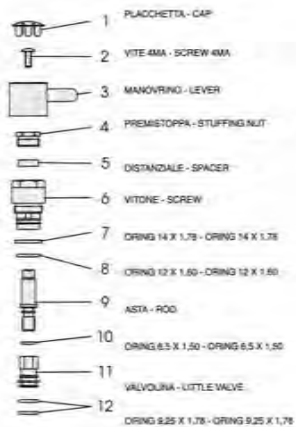 1 PLACCHETTA - CAP
2 VITE 4MA - SCREW 4MA
3 MANOVRINO - LEVER
4 PREMISTOPPA - STUFFING NUT
5 DISTANZIALE - SPACER
6 VITONE - SCREW
7 ORING 14 X 1,78 - ORING 14 X 1,78
8 ORING 12 X 1,50 - ORING 12 X 1,50
9 ASTA - ROD
10 ORING 6,5 X 1,50 - ORING 6,5 X 1,50
11 VALVOLINA - LITTLE VALVE
12 ORING 9,25 X 1,78 - ORING 9,25 X 1,78